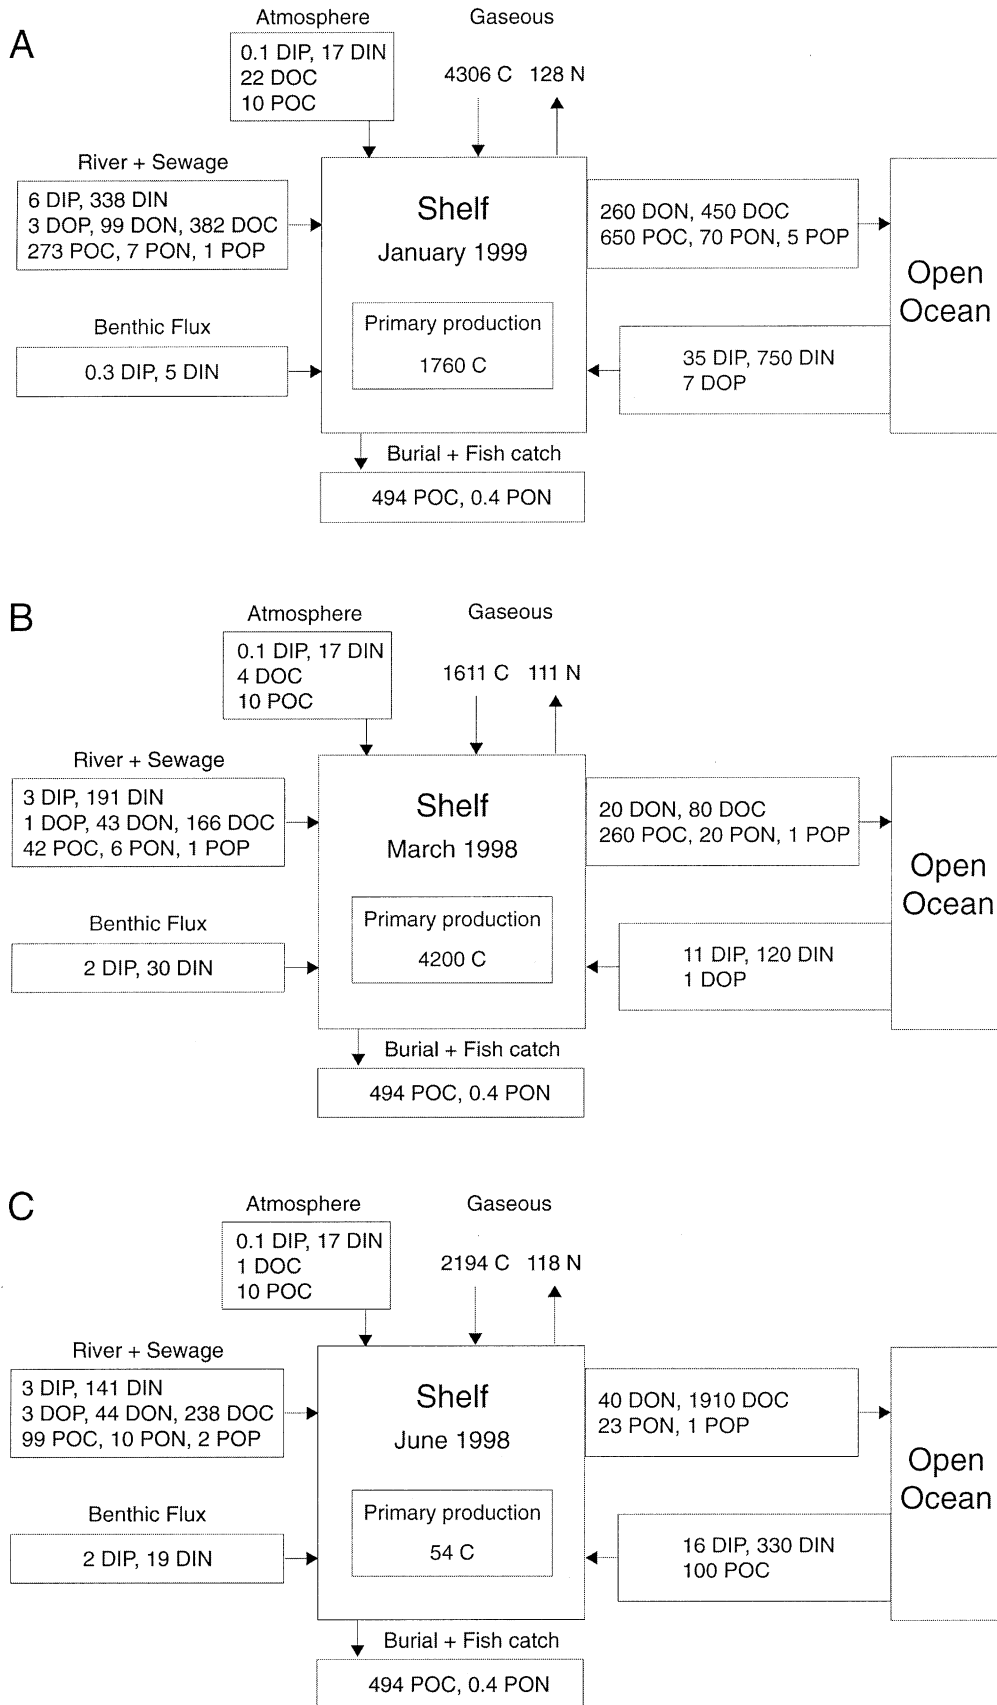 A
Atmosphere
0.1 DIP, 17 DIN
22 DOC
10 POC
Gaseous
4306 C 128 N
River + Sewage
6 DIP, 338 DIN
3 DOP, 99 DON, 382 DOC
273 POC, 7 PON, 1 POP
Benthic Flux
0.3 DIP, 5 DIN
Shelf
January 1999
Primary production
1760 C
260 DON, 450 DOC
650 POC, 70 PON, 5 POP
35 DIP, 750 DIN
7 DOP
Open
Ocean
Burial + Fish catch
494 POC, 0.4 PON
B
Atmosphere
0.1 DIP, 17 DIN
4 DOC
10 POC
Gaseous
1611 C 111 N
River + Sewage
3 DIP, 191 DIN
1 DOP, 43 DON, 166 DOC
42 POC, 6 PON, 1 POP
Benthic Flux
2 DIP, 30 DIN
Shelf
March 1998
Primary production
4200 C
20 DON, 80 DOC
260 POC, 20 PON, 1 POP
11 DIP, 120 DIN
1 DOP
Open
Ocean
Burial + Fish catch
494 POC, 0.4 PON
C
Atmosphere
0.1 DIP, 17 DIN
1 DOC
10 POC
Gaseous
2194 C 118 N
River + Sewage
3 DIP, 141 DIN
3 DOP, 44 DON, 238 DOC
99 POC, 10 PON, 2 POP
Benthic Flux
2 DIP, 19 DIN
Shelf
June 1998
Primary production
54 C
40 DON, 1910 DOC
23 PON, 1 POP
16 DIP, 330 DIN
100 POC
Open
Ocean
Burial + Fish catch
494 POC, 0.4 PON